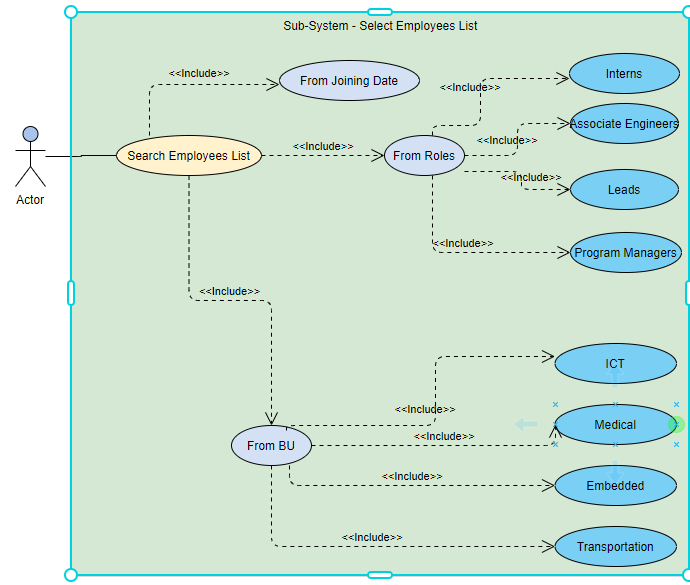 Sub-System - Select Employees List
<<Include>>
From Joining Date
<<Include>>
Interns
Associate Engineers
<<Include>>
Search Employees List
<<Include>>
From Roles
<<Include>>
Leads
Actor
<<Include>>
Program Managers
<<Include>>
ICT
<<Include>>
Medical
<<Include>>
From BU
<<Include>>
Embedded
<<Include>>
Transportation